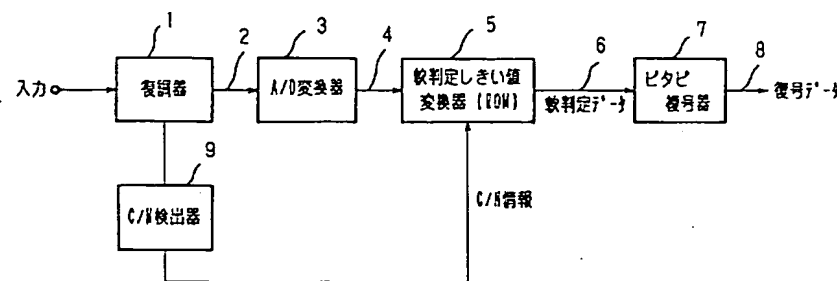 1
3
5
7
2
4
6
8
入力
復調器
A/D変換器
軟判定しきい値
変換器 (ROM)
軟判定データ
ビタビ
復号器
復号データ
9
C/N検出器
C/N情報